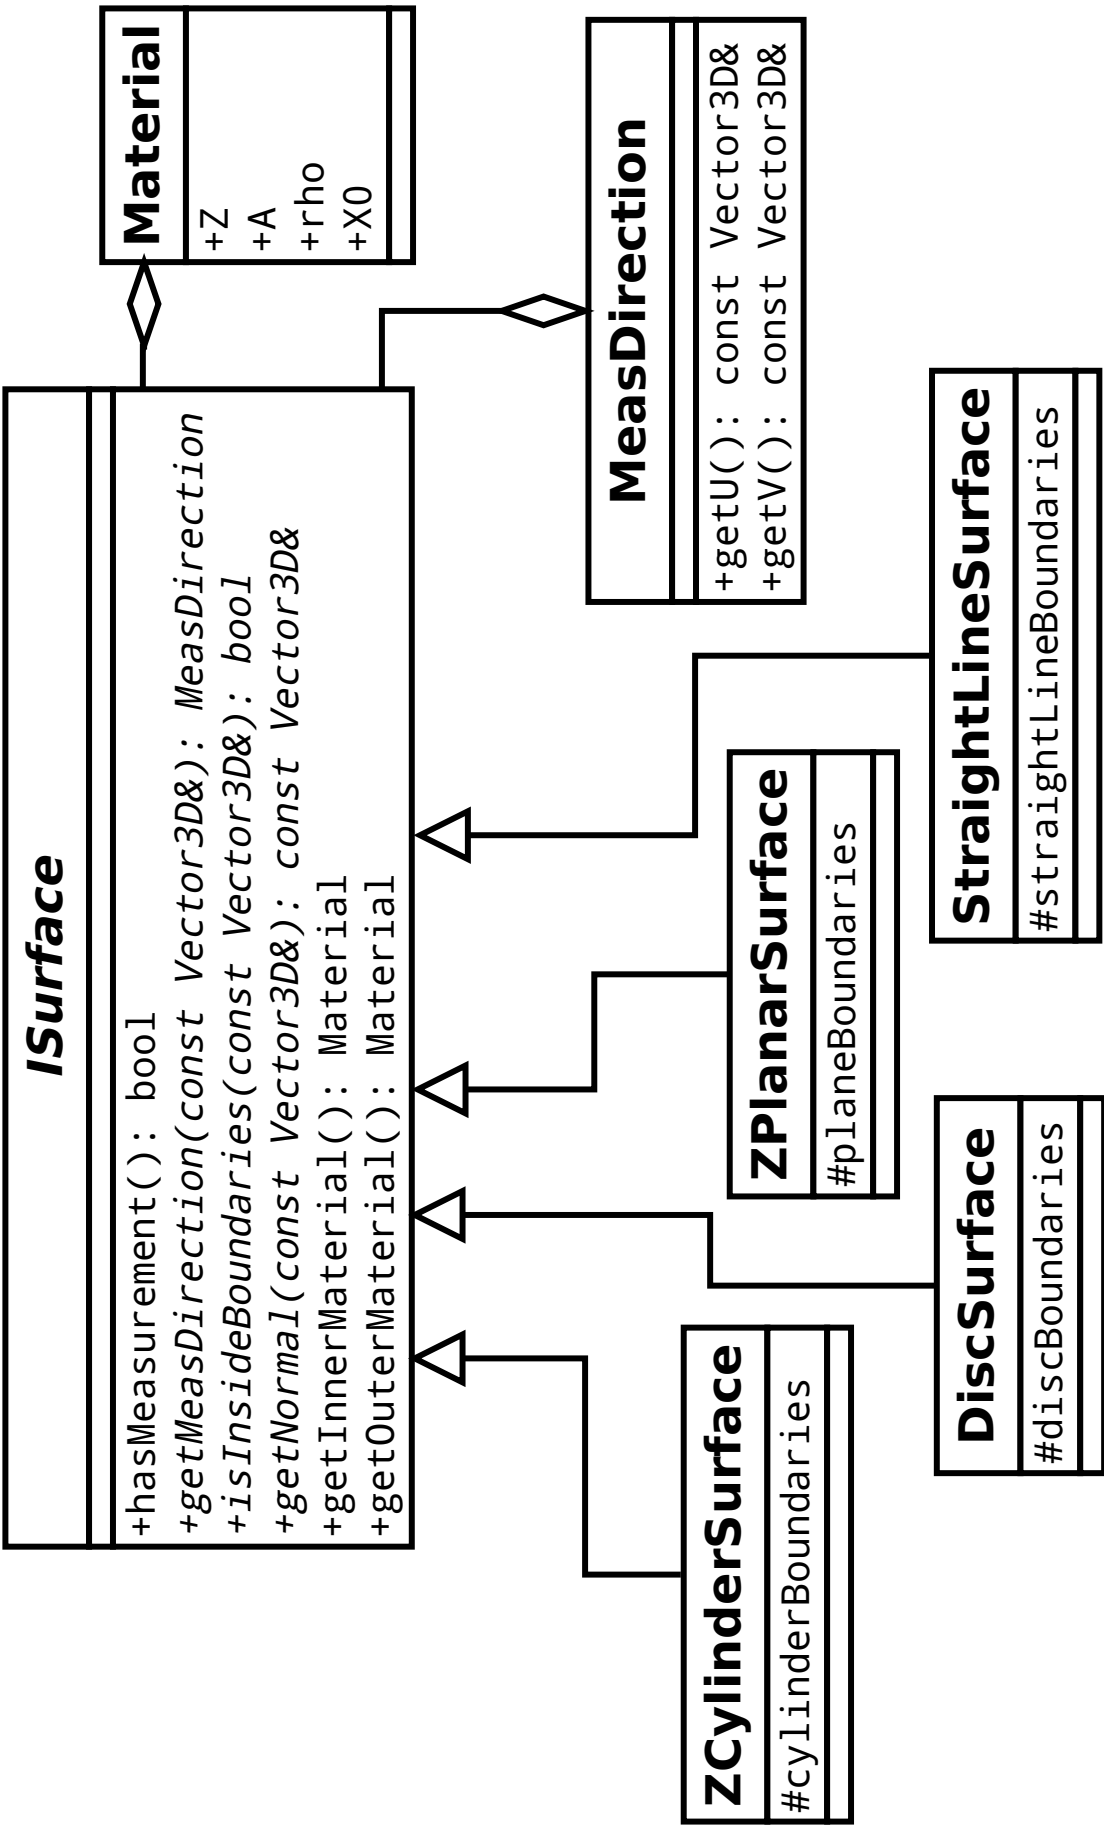 ISurface
+hasMeasurement(): bool
+getMeasDirection(const Vector3D&): MeasDirection
+isInsideBoundaries(const Vector3D&): bool
+getNormal(const Vector3D&): const Vector3D&
+getInnerMaterial(): Material
+getOuterMaterial(): Material
Material
+Z
+A
+rho
+X0
MeasDirection
+getU(): const Vector3D&
+getV(): const Vector3D&
ZCylinderSurface
#cylinderBoundaries
DiscSurface
#discBoundaries
ZPlanarSurface
#planeBoundaries
StraightLineSurface
#straightLineBoundaries